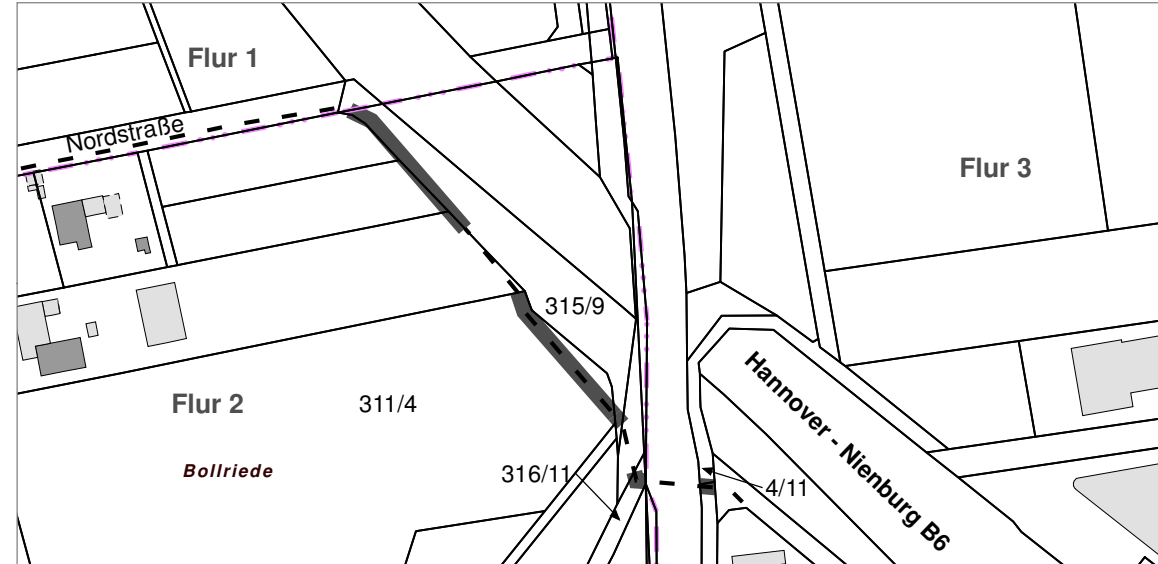 Flur 1
Nordstraße
Flur 3
315/9
Flur 2
311/4
Hannover - Nienburg B6
Bollriede
316/11
4/11